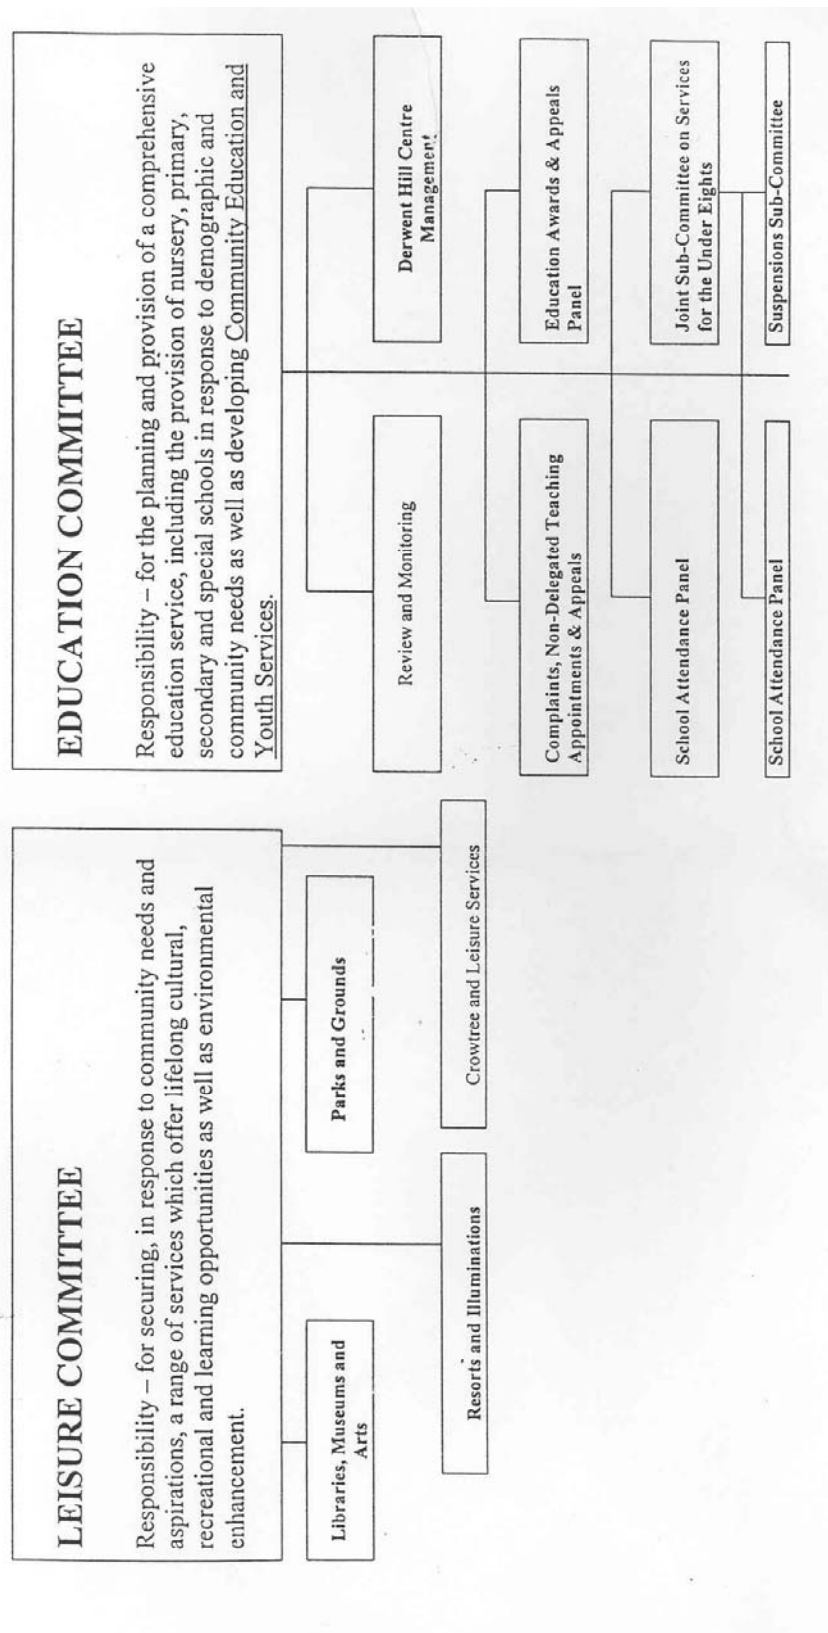 LEISURE COMMITTEE
Responsibility – for securing, in response to community needs and
aspirations, a range of services which offer lifelong cultural,
recreational and learning opportunities as well as environmental
enhancement.
Libraries, Museums and
Arts
Parks and Grounds
Resorts and Illuminations
Crowtree and Leisure Services
EDUCATION COMMITTEE
Responsibility – for the planning and provision of a comprehensive
education service, including the provision of nursery, primary,
secondary and special schools in response to demographic and
community needs as well as developing Community Education and
Youth Services.
Review and Monitoring
Derwent Hill Centre
Management
Complaints, Non-Delegated Teaching
Appointments & Appeals
Education Awards & Appeals
Panel
School Attendance Panel
Joint Sub-Committee on Services
for the Under Eights
School Attendance Panel
Suspensions Sub-Committee